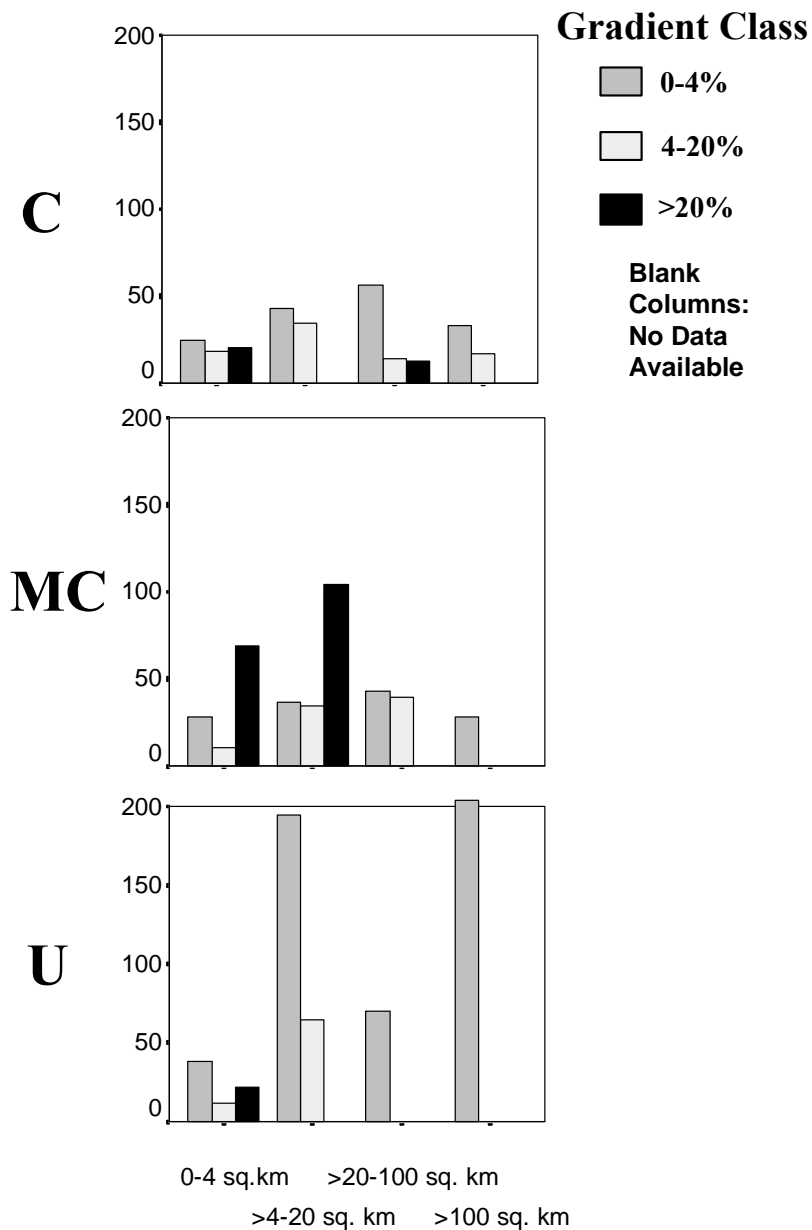 Gradient Class
0-4%
4-20%
>20%
Blank
Columns:
No Data
Available
C
200
150
100
50
0
MC
200
150
100
50
0
U
200
150
100
50
0
0-4 sq.km >20-100 sq. km
>4-20 sq. km >100 sq. km